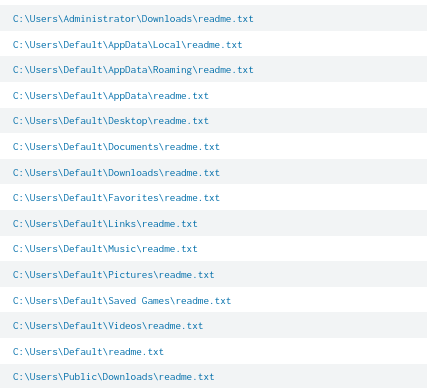 C:\Users\Administrator\Downloads\readme.txt
C:\Users\Default\AppData\Local\readme.txt
C:\Users\Default\AppData\Roaming\readme.txt
C:\Users\Default\AppData\readme.txt
C:\Users\Default\Desktop\readme.txt
C:\Users\Default\Documents\readme.txt
C:\Users\Default\Downloads\readme.txt
C:\Users\Default\Favorites\readme.txt
C:\Users\Default\Links\readme.txt
C:\Users\Default\Music\readme.txt
C:\Users\Default\Pictures\readme.txt
C:\Users\Default\Saved Games\readme.txt
C:\Users\Default\Videos\readme.txt
C:\Users\Default\readme.txt
C:\Users\Public\Downloads\readme.txt